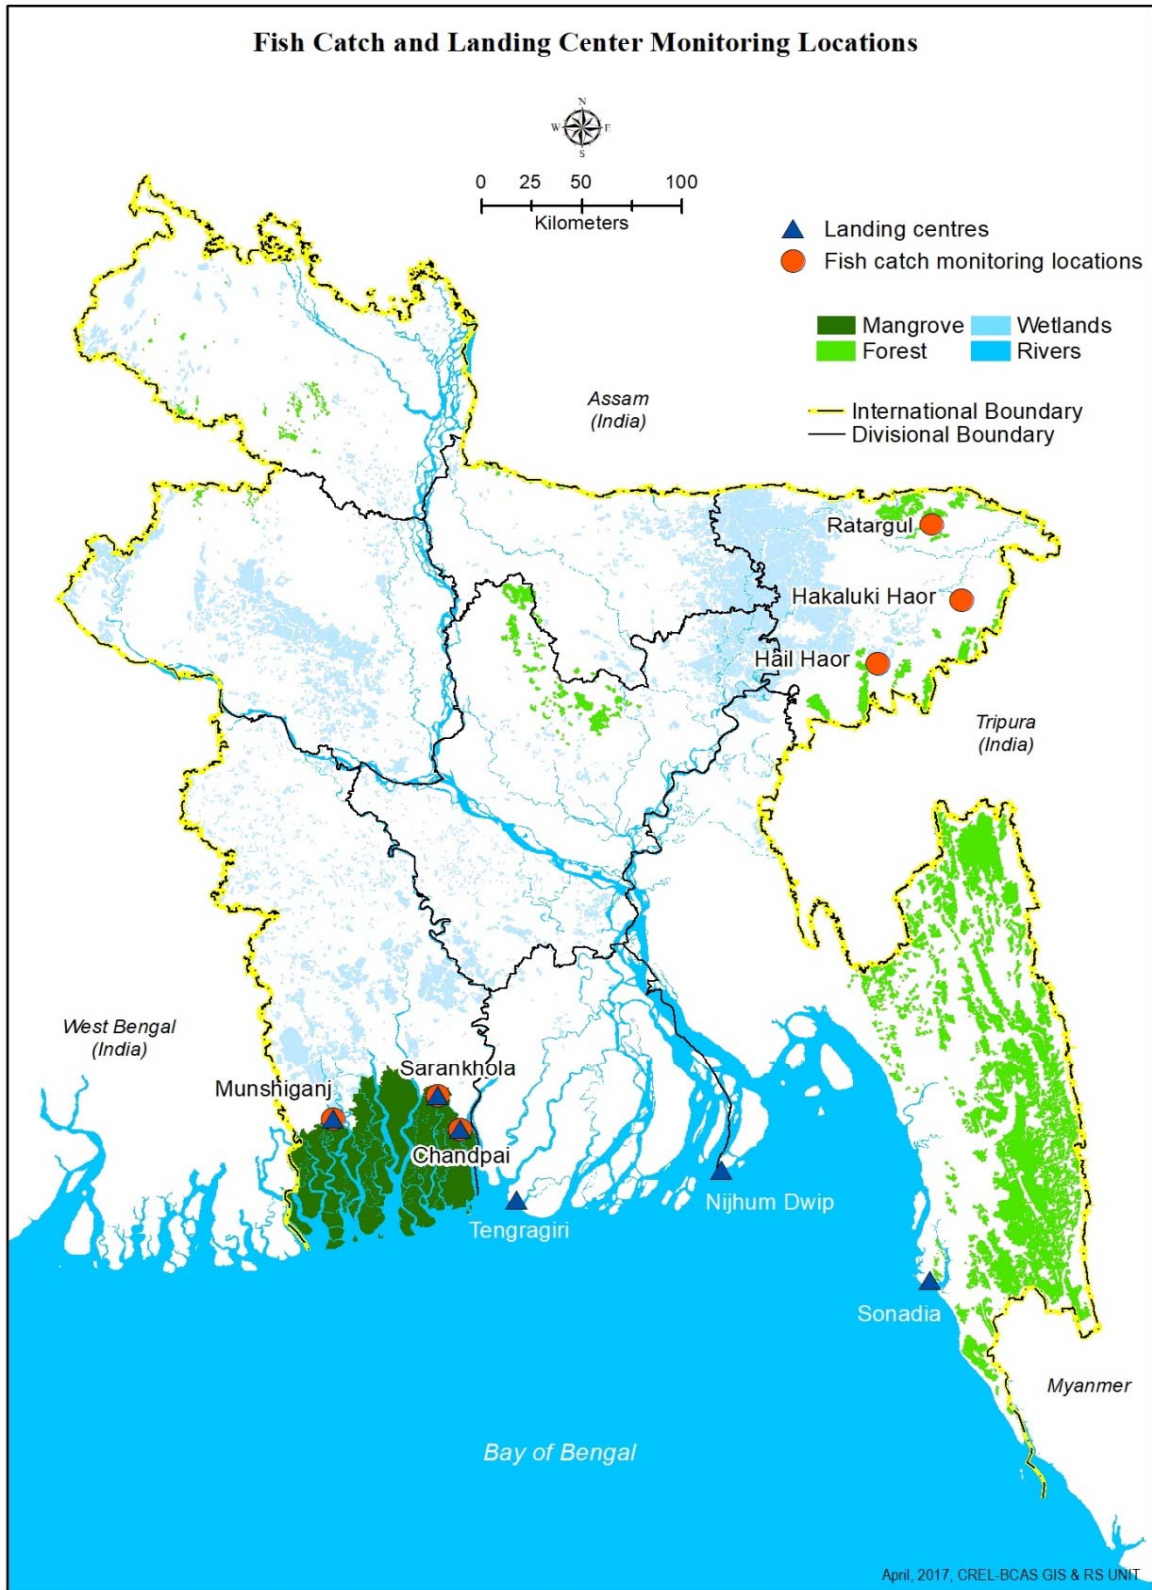 Fish Catch and Landing Center Monitoring Locations
N
W E
S
0 25 50 100
Kilometers
Landing centres
Fish catch monitoring locations
Mangrove Wetlands
Forest Rivers
International Boundary
Divisional Boundary
Assam
(India)
Ratargul
Hakaluki Haor
Hail Haor
Tripura
(India)
West Bengal
(India)
Munshiganj
Sarankhola
Chandpai
Tengragiri
Nijhum Dwip
Sonadia
Myanmer
Bay of Bengal
April, 2017, CREL-BCAS GIS & RS UNIT